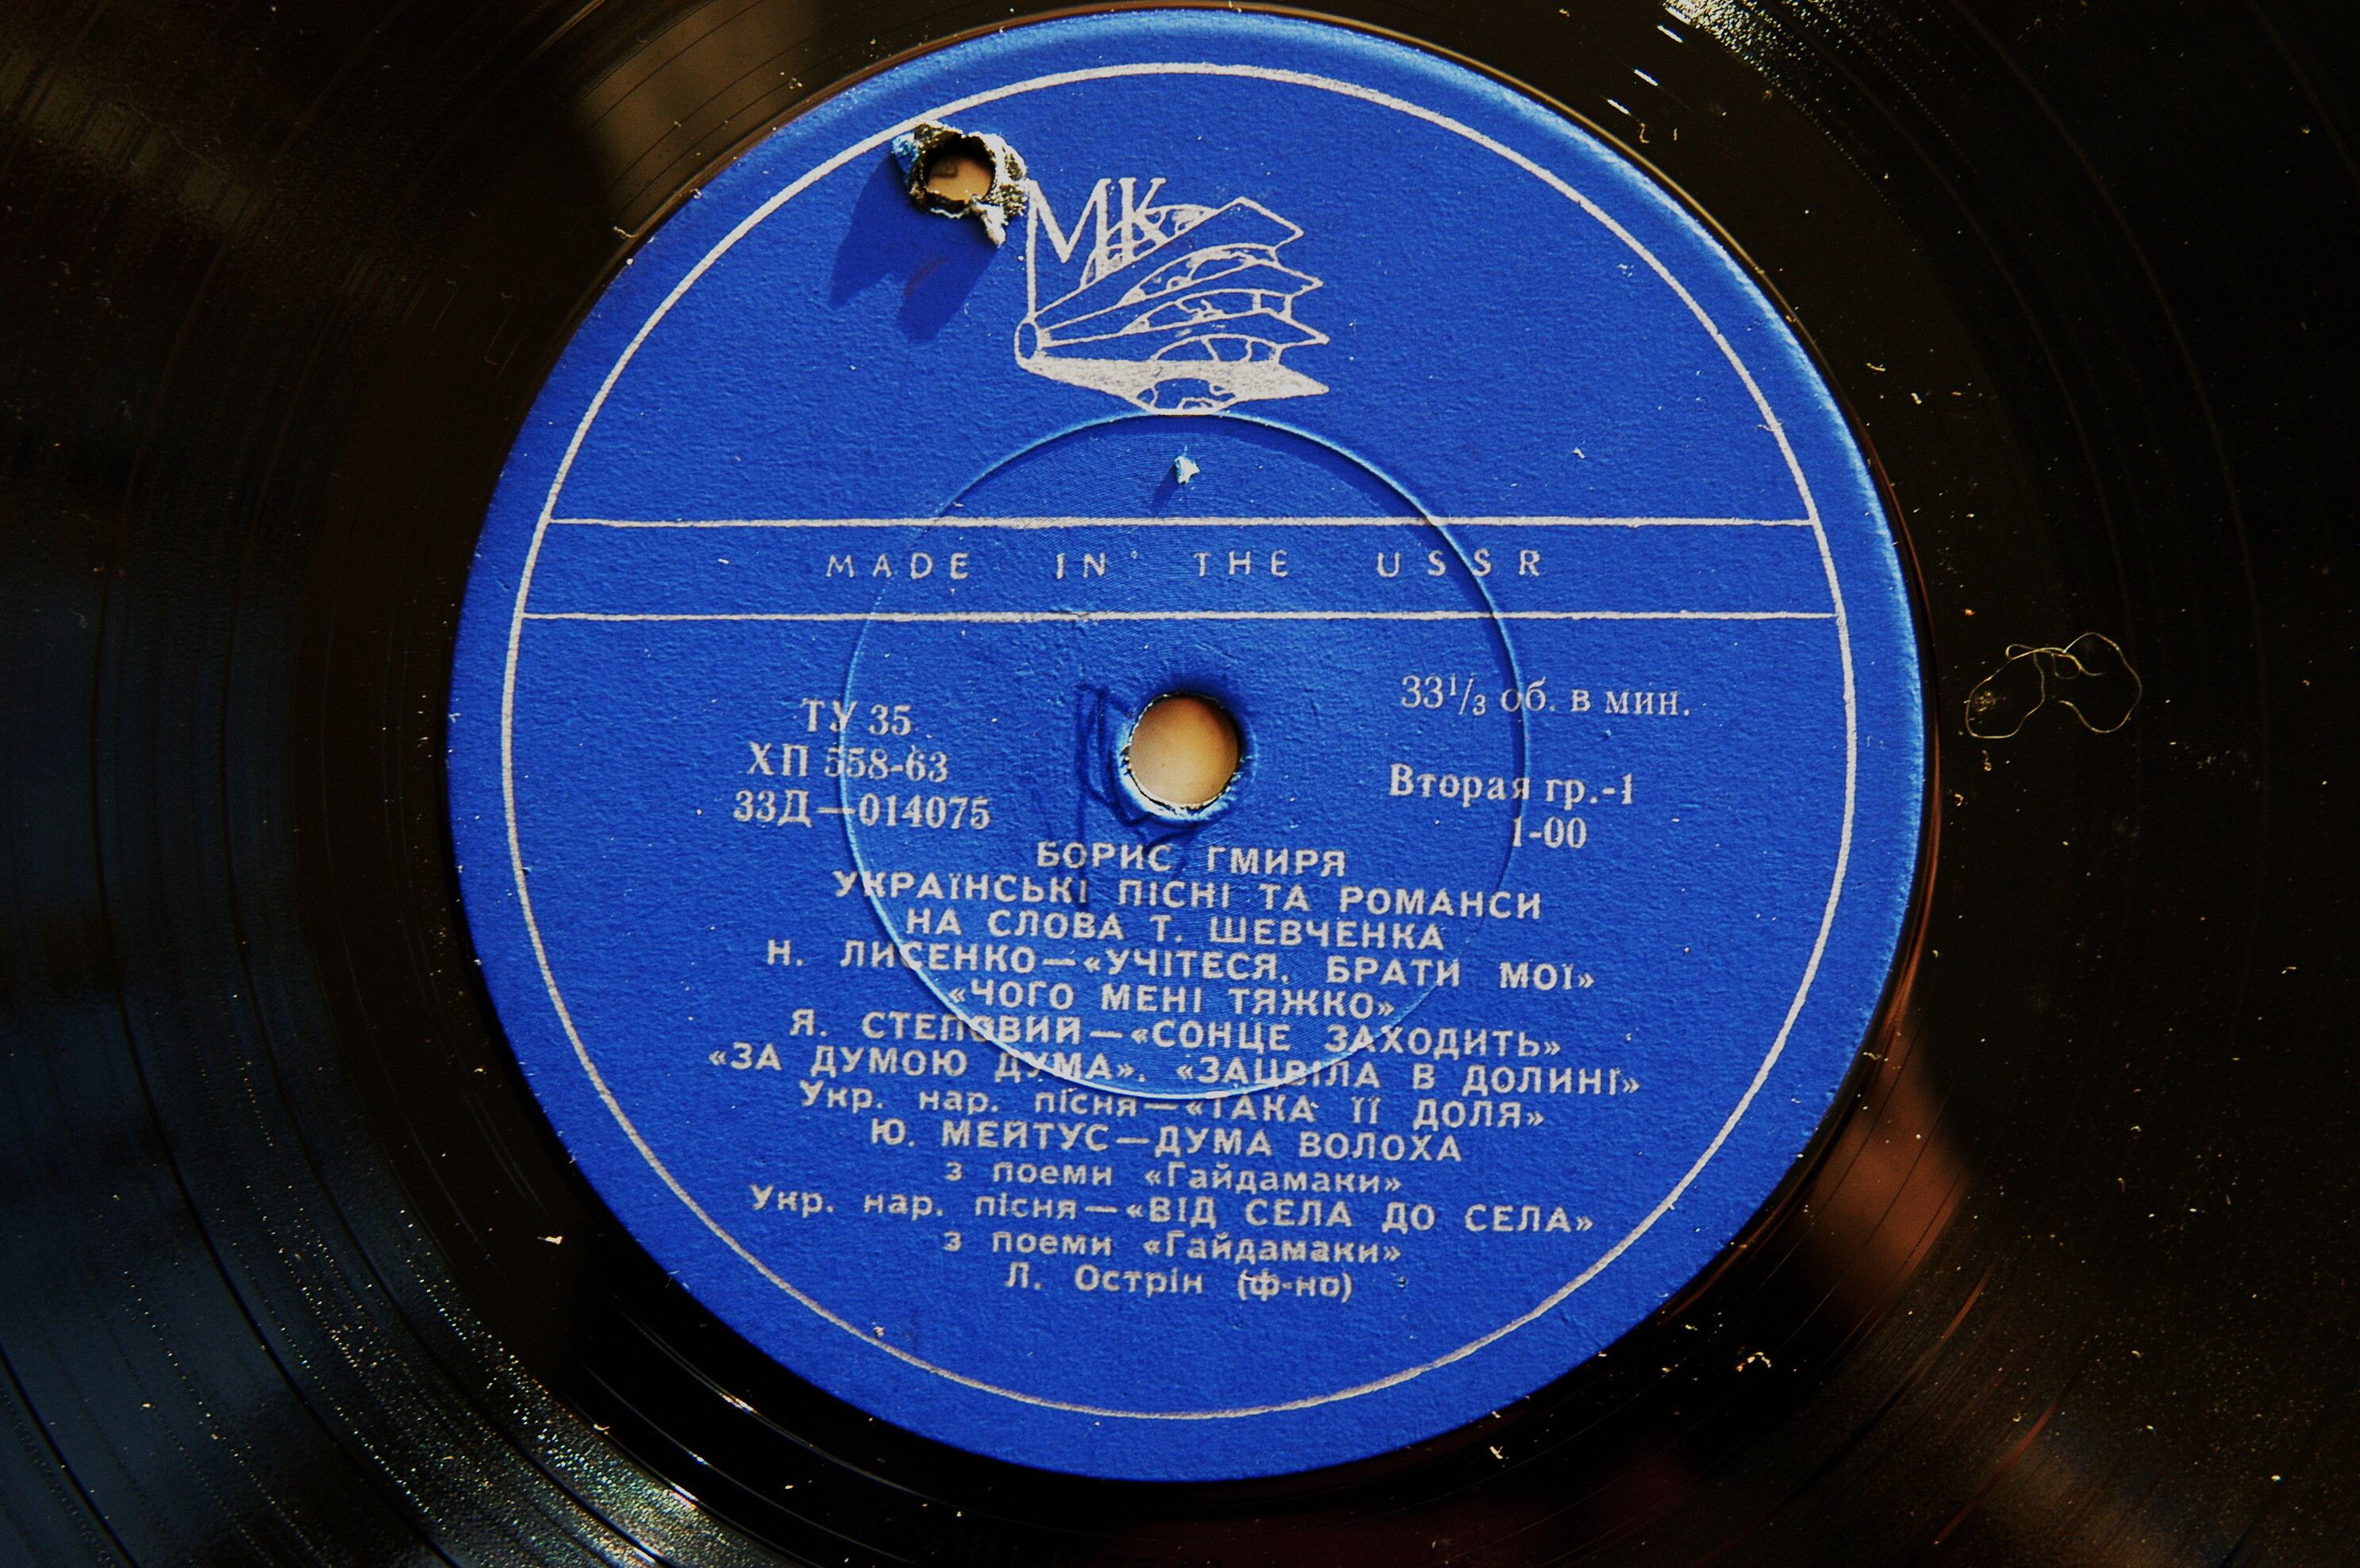 МК
MADE IN THE USSR
ТУ 35
ХП 558-63
33Д—014075
33 1/3 об. в мин.
Вторая гр.-1
1-00
БОРИС ГМИРЯ
УКРАЇНСЬКІ ПІСНІ ТА РОМАНСИ
НА СЛОВА Т. ШЕВЧЕНКА
Н. ЛИСЕНКО—«УЧІТЕСЯ, БРАТИ МОЇ»
«ЧОГО МЕНІ ТЯЖКО»
Я. СТЕПОВИЙ—«СОНЦЕ ЗАХОДИТЬ»
«ЗА ДУМОЮ ДУМА», «ЗАЦВІЛА В ДОЛИНІ»
Укр. нар. пісня—«ТАКА ЇЇ ДОЛЯ»
Ю. МЕЙТУС—ДУМА ВОЛОХА
з поеми «Гайдамаки»
Укр. нар. пісня—«ВІД СЕЛА ДО СЕЛА»
з поеми «Гайдамаки»
Л. Острін (ф-но)